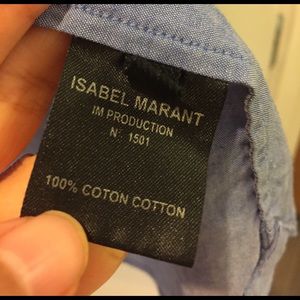 ISABEL MARANT
IM PRODUCTION
N° 1501
100% COTON COTTON